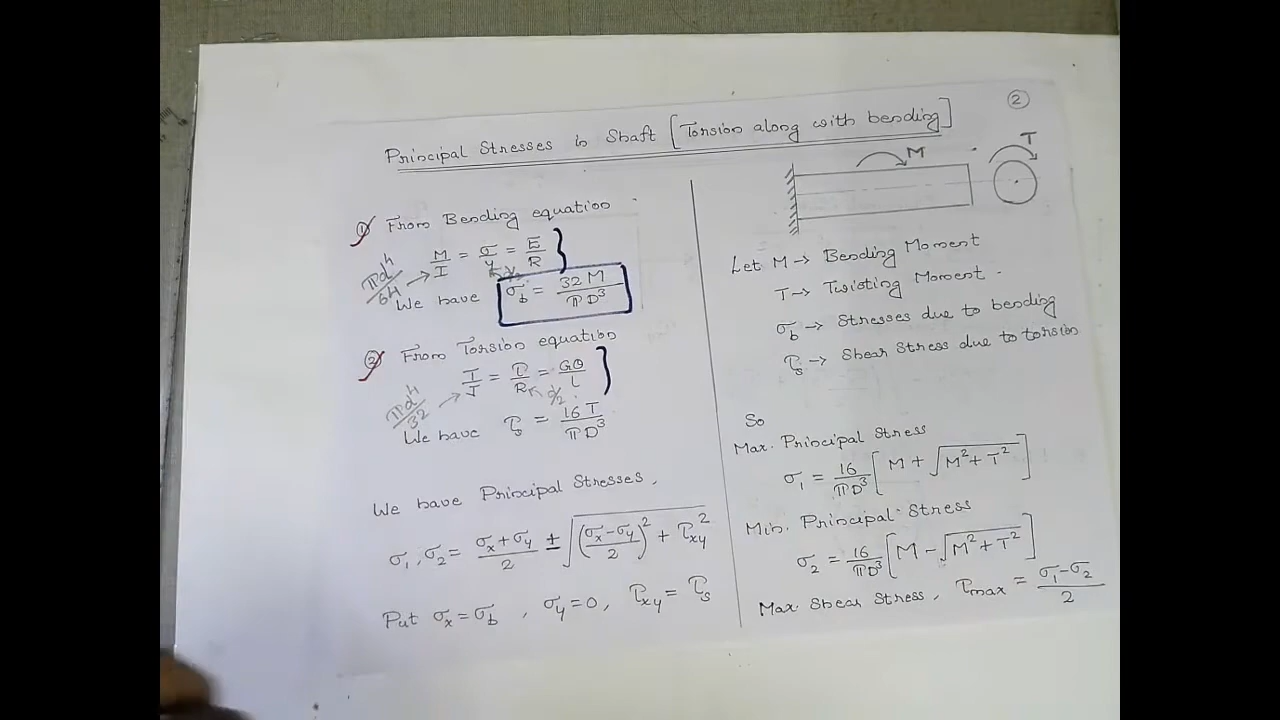 2
Principal Stresses in Shaft [Torsion along with bending]
① From Bending equation
M/I = σ/y = E/R
πd⁴/64
We have σb = 32 M / πD³
② From Torsion equation
T/J = τ/R = Gθ/L
πd⁴/32
d/2
We have τs = 16 T / πD³
We have Principal Stresses,
σ₁, σ₂ = (σx + σy)/2 ± √(((σx - σy)/2)² + τxy²)
Put σx = σb , σy = 0, τxy = τs
M
T
Let M → Bending Moment
T → Twisting Moment -
σb → Stresses due to bending
τs → Shear Stress due to torsion
So
Max. Principal Stress
σ₁ = 16/πD³ [M + √(M² + T²)]
Min. Principal Stress
σ₂ = 16/πD³ [M - √(M² + T²)]
Max. Shear Stress, τmax = (σ₁ - σ₂)/2